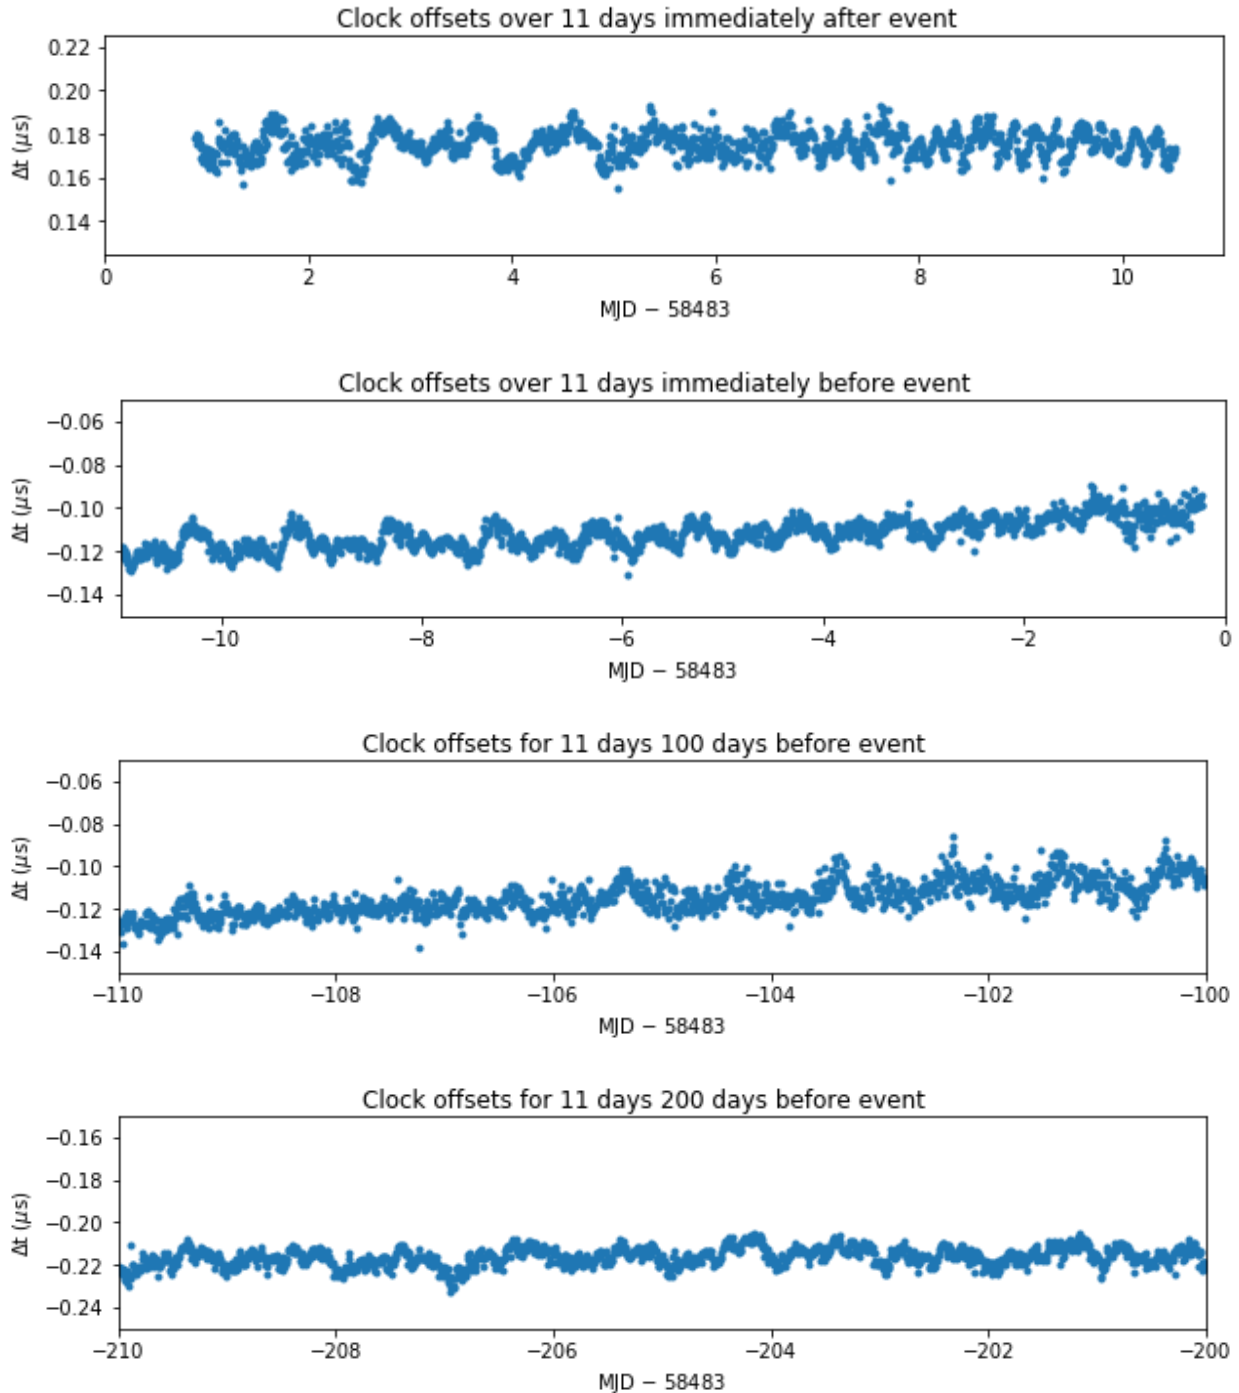 Clock offsets over 11 days immediately after event
0.22
0.20
0.18
0.16
0.14
Δt (μs)
0 2 4 6 8 10
MJD − 58483
Clock offsets over 11 days immediately before event
−0.06
−0.08
−0.10
−0.12
−0.14
Δt (μs)
−10 −8 −6 −4 −2 0
MJD − 58483
Clock offsets for 11 days 100 days before event
−0.06
−0.08
−0.10
−0.12
−0.14
Δt (μs)
−110 −108 −106 −104 −102 −100
MJD − 58483
Clock offsets for 11 days 200 days before event
−0.16
−0.18
−0.20
−0.22
−0.24
Δt (μs)
−210 −208 −206 −204 −202 −200
MJD − 58483